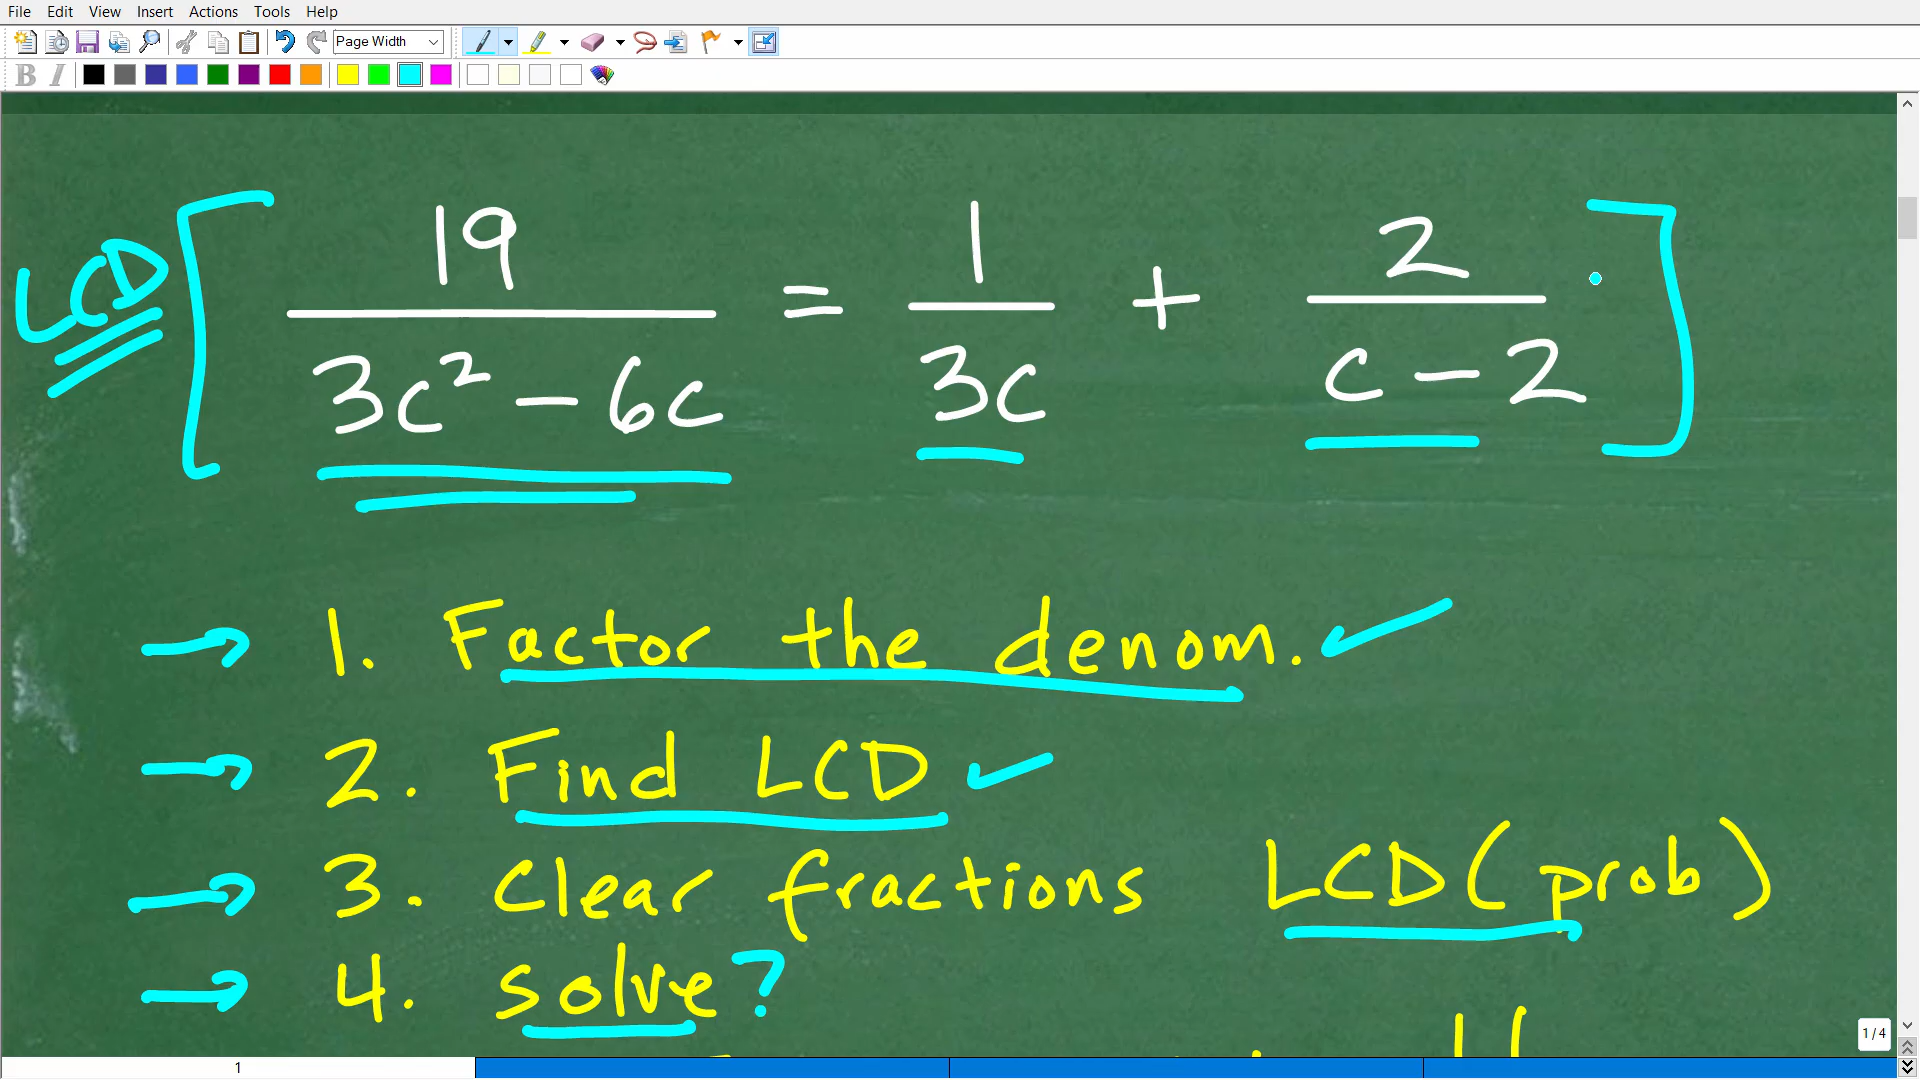 File Edit View Insert Actions Tools Help
Page Width
B I
LCD [ 19/(3c² - 6c) = 1/(3c) + 2/(c - 2) ]
→ 1. Factor the denom. ✓
→ 2. Find LCD ✓
→ 3. Clear fractions LCD(prob)
→ 4. solve?
1/4
1